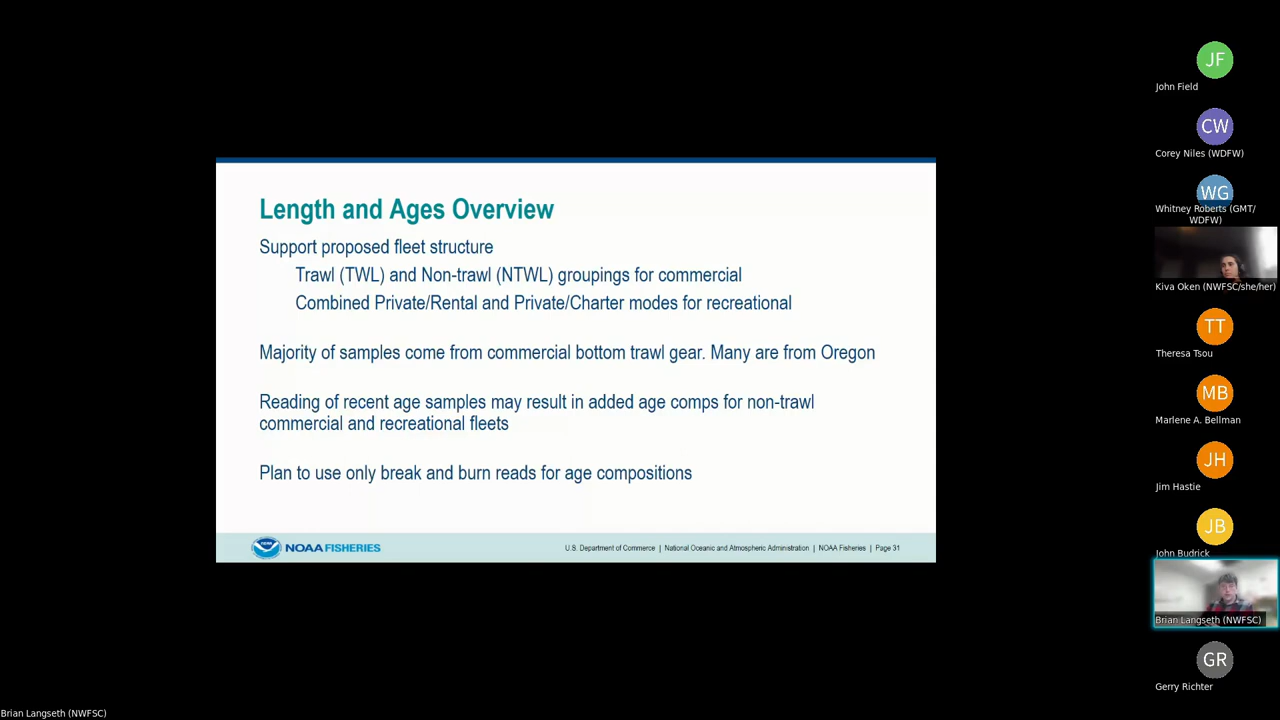 Length and Ages Overview
Support proposed fleet structure
Trawl (TWL) and Non-trawl (NTWL) groupings for commercial
Combined Private/Rental and Private/Charter modes for recreational
Majority of samples come from commercial bottom trawl gear. Many are from Oregon
Reading of recent age samples may result in added age comps for non-trawl
commercial and recreational fleets
Plan to use only break and burn reads for age compositions
NOAA FISHERIES
U.S. Department of Commerce | National Oceanic and Atmospheric Administration | NOAA Fisheries | Page 31
JF
John Field
CW
Corey Niles (WDFW)
WG
Whitney Roberts (GMT/
WDFW)
Kiva Oken (NWFSC/she/her)
TT
Theresa Tsou
MB
Marlene A. Bellman
JH
Jim Hastie
JB
John Budrick
Brian Langseth (NWFSC)
GR
Gerry Richter
Brian Langseth (NWFSC)